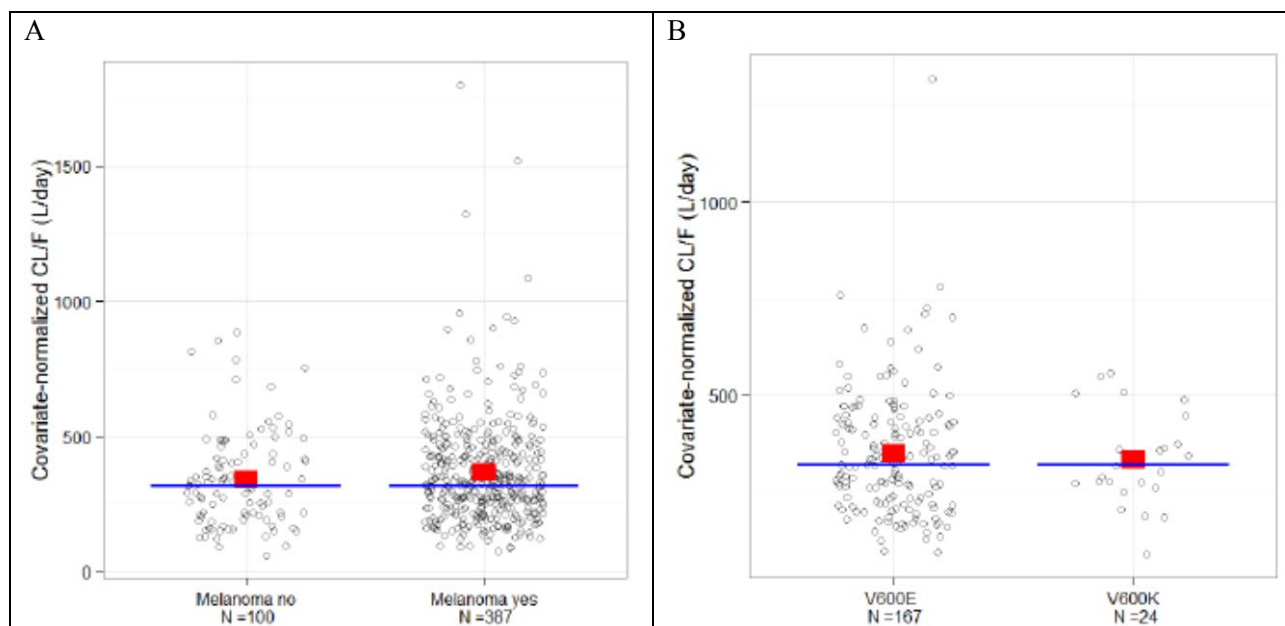 A
Covariate-normalized CL/F (L/day)
1500
1000
500
0
Melanoma no
N =100
Melanoma yes
N =387
B
Covariate-normalized CL/F (L/day)
1000
500
V600E
N =167
V600K
N =24